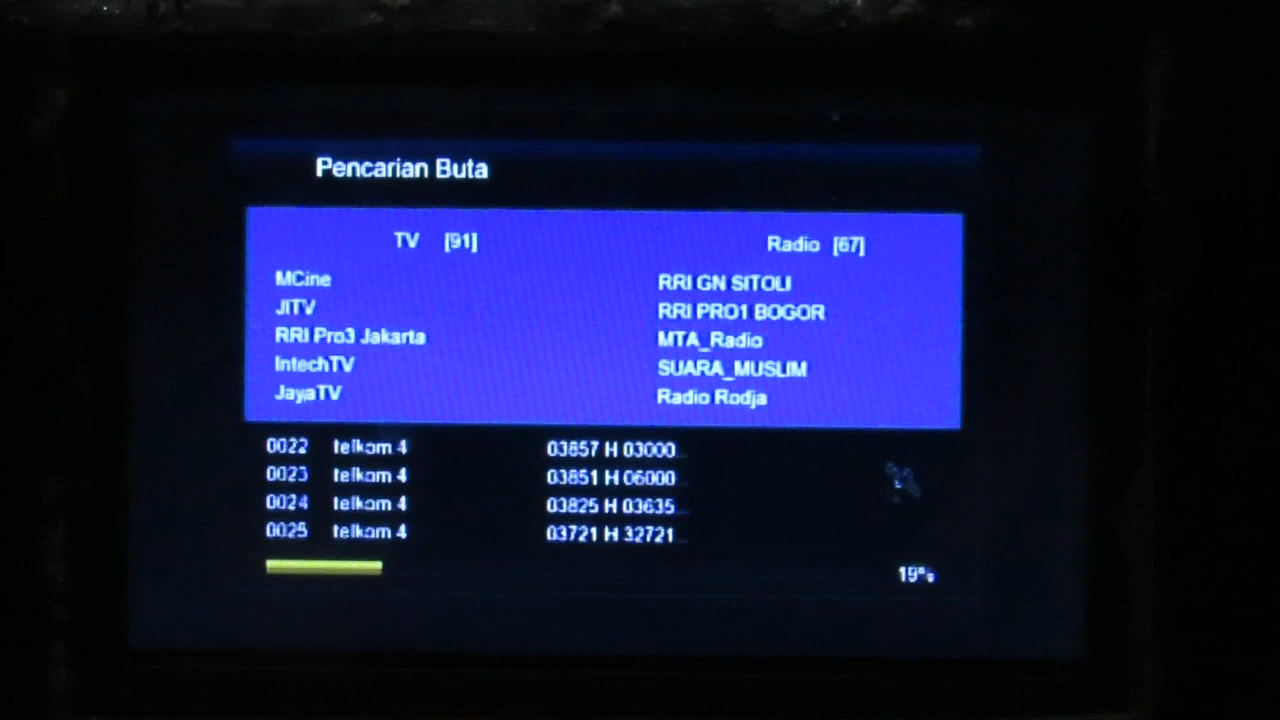 Pencarian Buta
TV [91]
Radio [67]
MCine
JITV
RRI Pro3 Jakarta
IntechTV
JayaTV
RRI GN SITOLI
RRI PRO1 BOGOR
MTA_Radio
SUARA_MUSLIM
Radio Rodja
0022 telkom 4 03857 H 03000
0023 telkom 4 03851 H 06000
0024 telkom 4 03825 H 03635
0025 telkom 4 03721 H 32721
19%